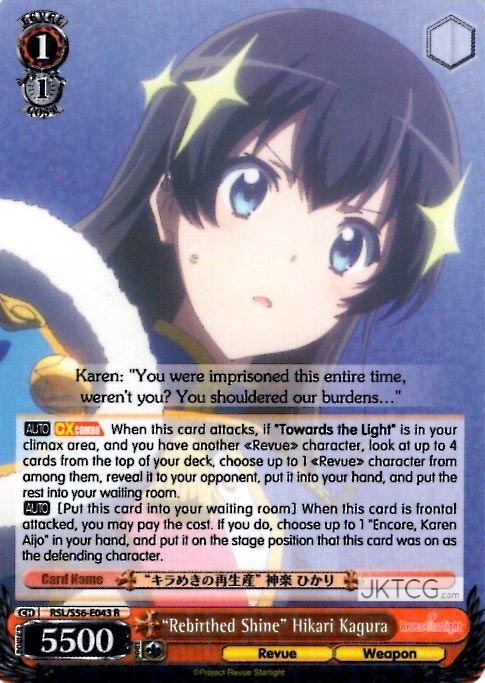 LEVEL
1
1
COST
Karen: "You were imprisoned this entire time,
weren't you? You shouldered our burdens..."
AUTO CX COMBO When this card attacks, if "Towards the Light" is in your
climax area, and you have another «Revue» character, look at up to 4
cards from the top of your deck, choose up to 1 «Revue» character from
among them, reveal it to your opponent, put it into your hand, and put the
rest into your waiting room.
AUTO [Put this card into your waiting room] When this card is frontal
attacked, you may pay the cost. If you do, choose up to 1 "Encore, Karen
Aijo" in your hand, and put it on the stage position that this card was on as
the defending character.
Card Name "キラめきの再生産" 神楽 ひかり
JKTCG.com
CH RSL/S56-E043 R
POWER 5500 SOUL
"Rebirthed Shine" Hikari Kagura
Revue Starlight
Revue Weapon
©Project Revue Starlight